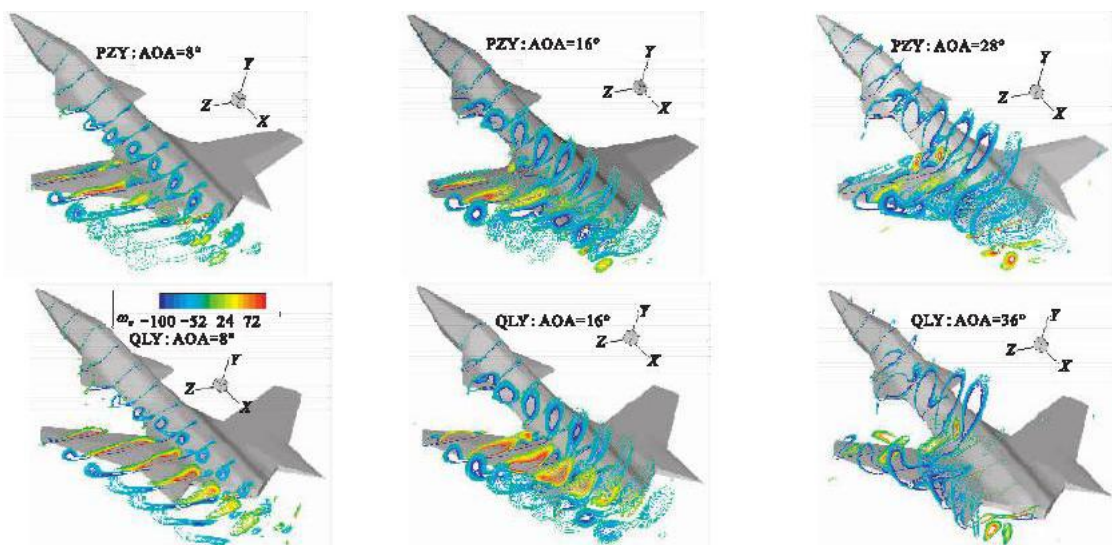 PZY: AOA=8°
Y
Z
X
PZY: AOA=16°
Y
Z
X
PZY: AOA=28°
Y
Z
X
-100 -52 24 72
QLY: AOA=8°
Y
Z
X
QLY: AOA=16°
Y
Z
X
QLY: AOA=36°
Y
Z
X